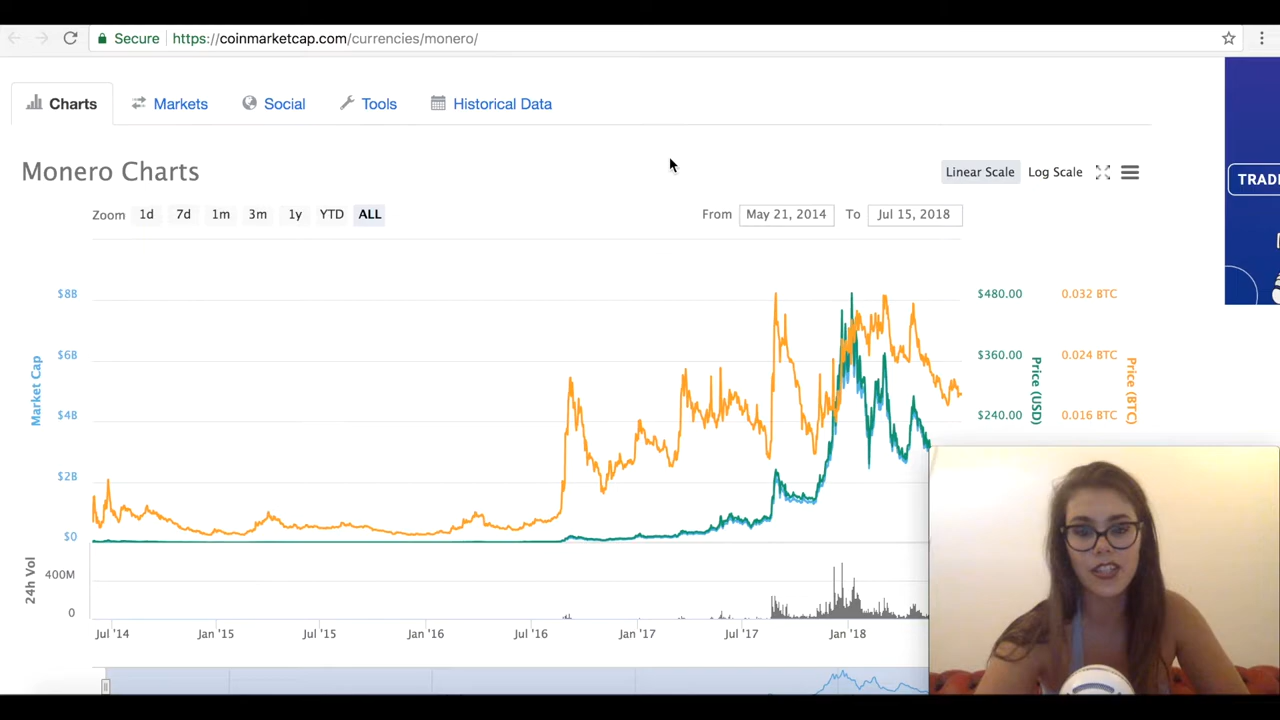 Secure https://coinmarketcap.com/currencies/monero/
Charts Markets Social Tools Historical Data
Monero Charts
Linear Scale Log Scale
TRAD
Zoom 1d 7d 1m 3m 1y YTD ALL
From May 21, 2014 To Jul 15, 2018
$8B $480.00 0.032 BTC
$6B $360.00 0.024 BTC
$4B $240.00 0.016 BTC
$2B
$0
Market Cap
Price (USD)
Price (BTC)
24h Vol
400M
0
Jul '14 Jan '15 Jul '15 Jan '16 Jul '16 Jan '17 Jul '17 Jan '18